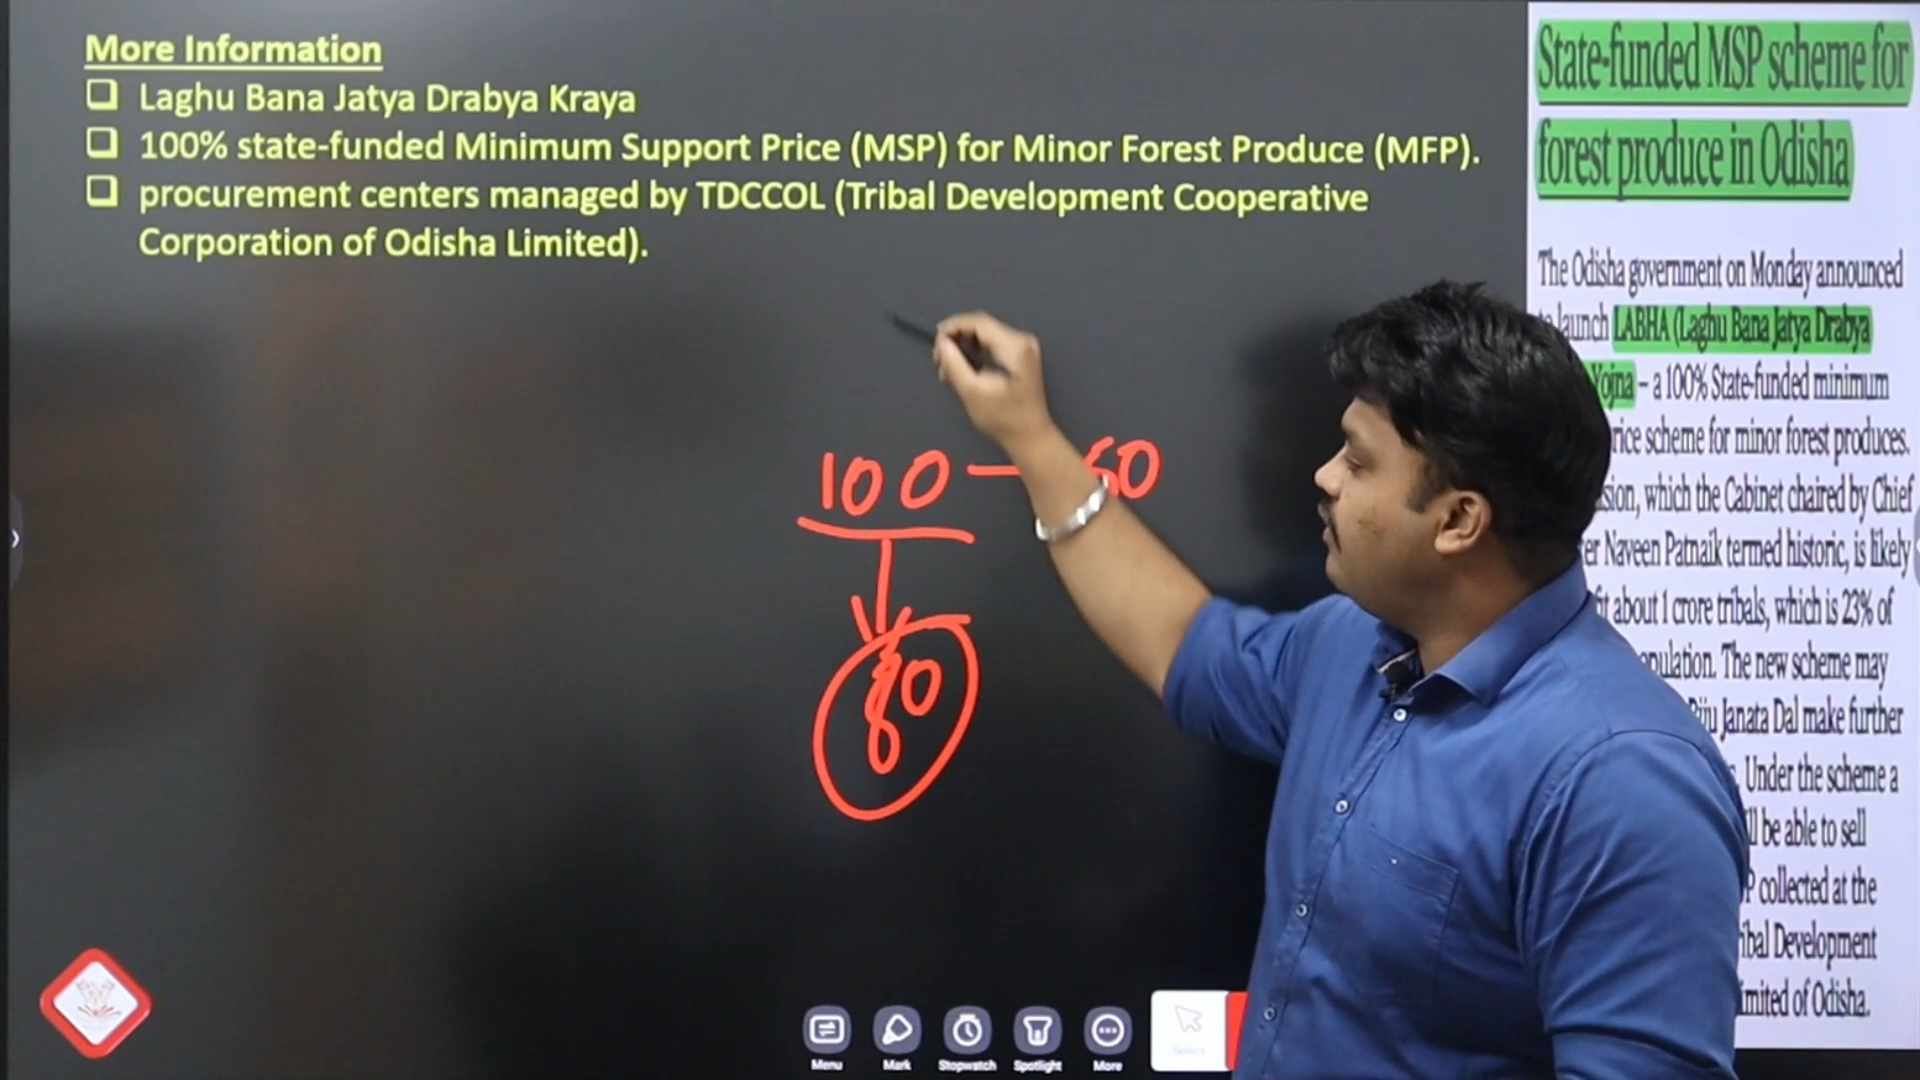 More Information
Laghu Bana Jatya Drabya Kraya
100% state-funded Minimum Support Price (MSP) for Minor Forest Produce (MFP).
procurement centers managed by TDCCOL (Tribal Development Cooperative
Corporation of Odisha Limited).
100 — 60
80
Menu
Mark
Stopwatch
Spotlight
More
Select
State-funded MSP scheme for
forest produce in Odisha
The Odisha government on Monday announced
launch LABHA (Laghu Bana Jatya Drabya
Yojna – a 100% State-funded minimum
scheme for minor forest produces.
which the Cabinet chaired by Chief
Naveen Patnaik termed historic, is likely
about 1 crore tribals, which is 23% of
The new scheme may
Janata Dal make further
Under the scheme a
be able to sell
collected at the
Development
of Odisha.